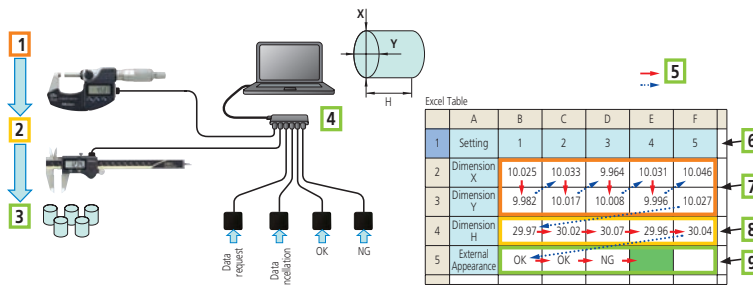 1
2
3
4
X
Y
H
Data request
Data ncellation
OK
NG
5
Excel Table
A B C D E F
1 Setting 1 2 3 4 5
2 Dimension X 10.025 10.033 9.964 10.031 10.046
3 Dimension Y 9.982 10.017 10.008 9.996 10.027
4 Dimension H 29.97 30.02 30.07 29.96 30.04
5 External Appearance OK OK NG
6
7
8
9